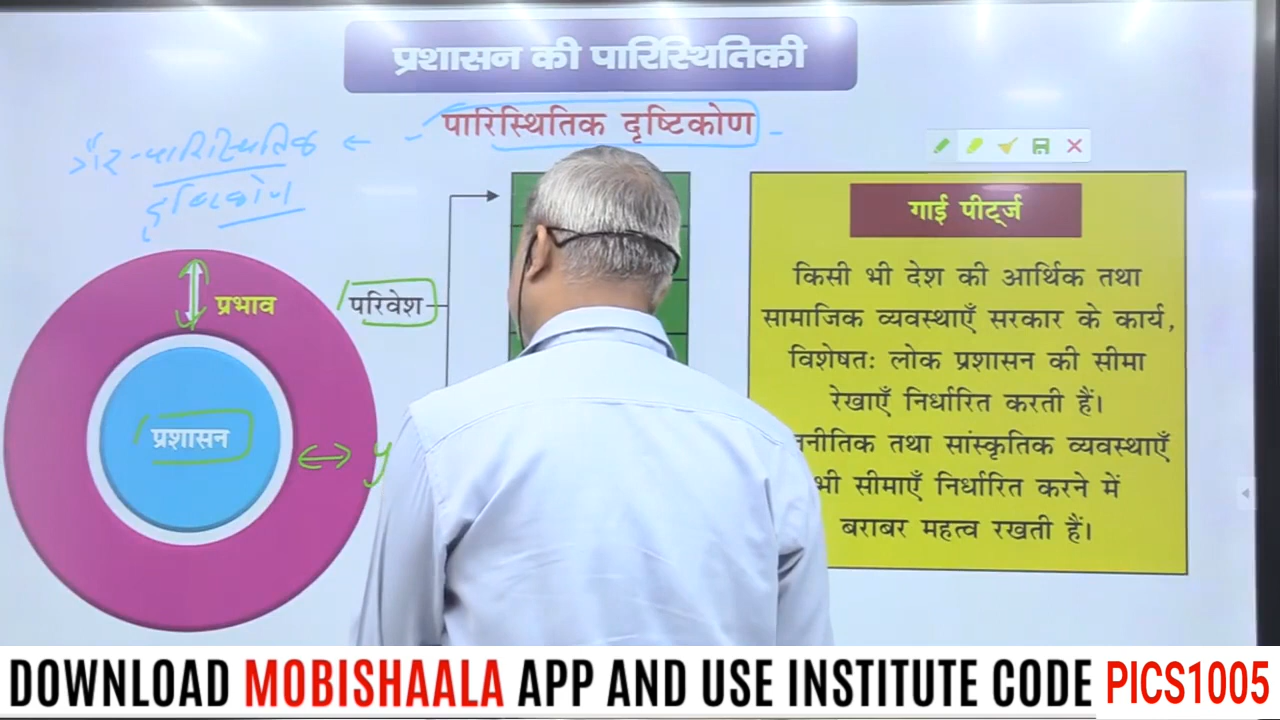 प्रशासन की पारिस्थितिकी
पारिस्थितिक दृष्टिकोण
गैर-पारिस्थितिक
दृष्टिकोण
प्रभाव
परिवेश
प्रशासन
गाई पीटर्ज
किसी भी देश की आर्थिक तथा
सामाजिक व्यवस्थाएँ सरकार के कार्य,
विशेषतः लोक प्रशासन की सीमा
रेखाएँ निर्धारित करती हैं।
तथा सांस्कृतिक व्यवस्थाएँ
भी सीमाएँ निर्धारित करने में
बराबर महत्व रखती हैं।
DOWNLOAD MOBISHAALA APP AND USE INSTITUTE CODE PICS1005